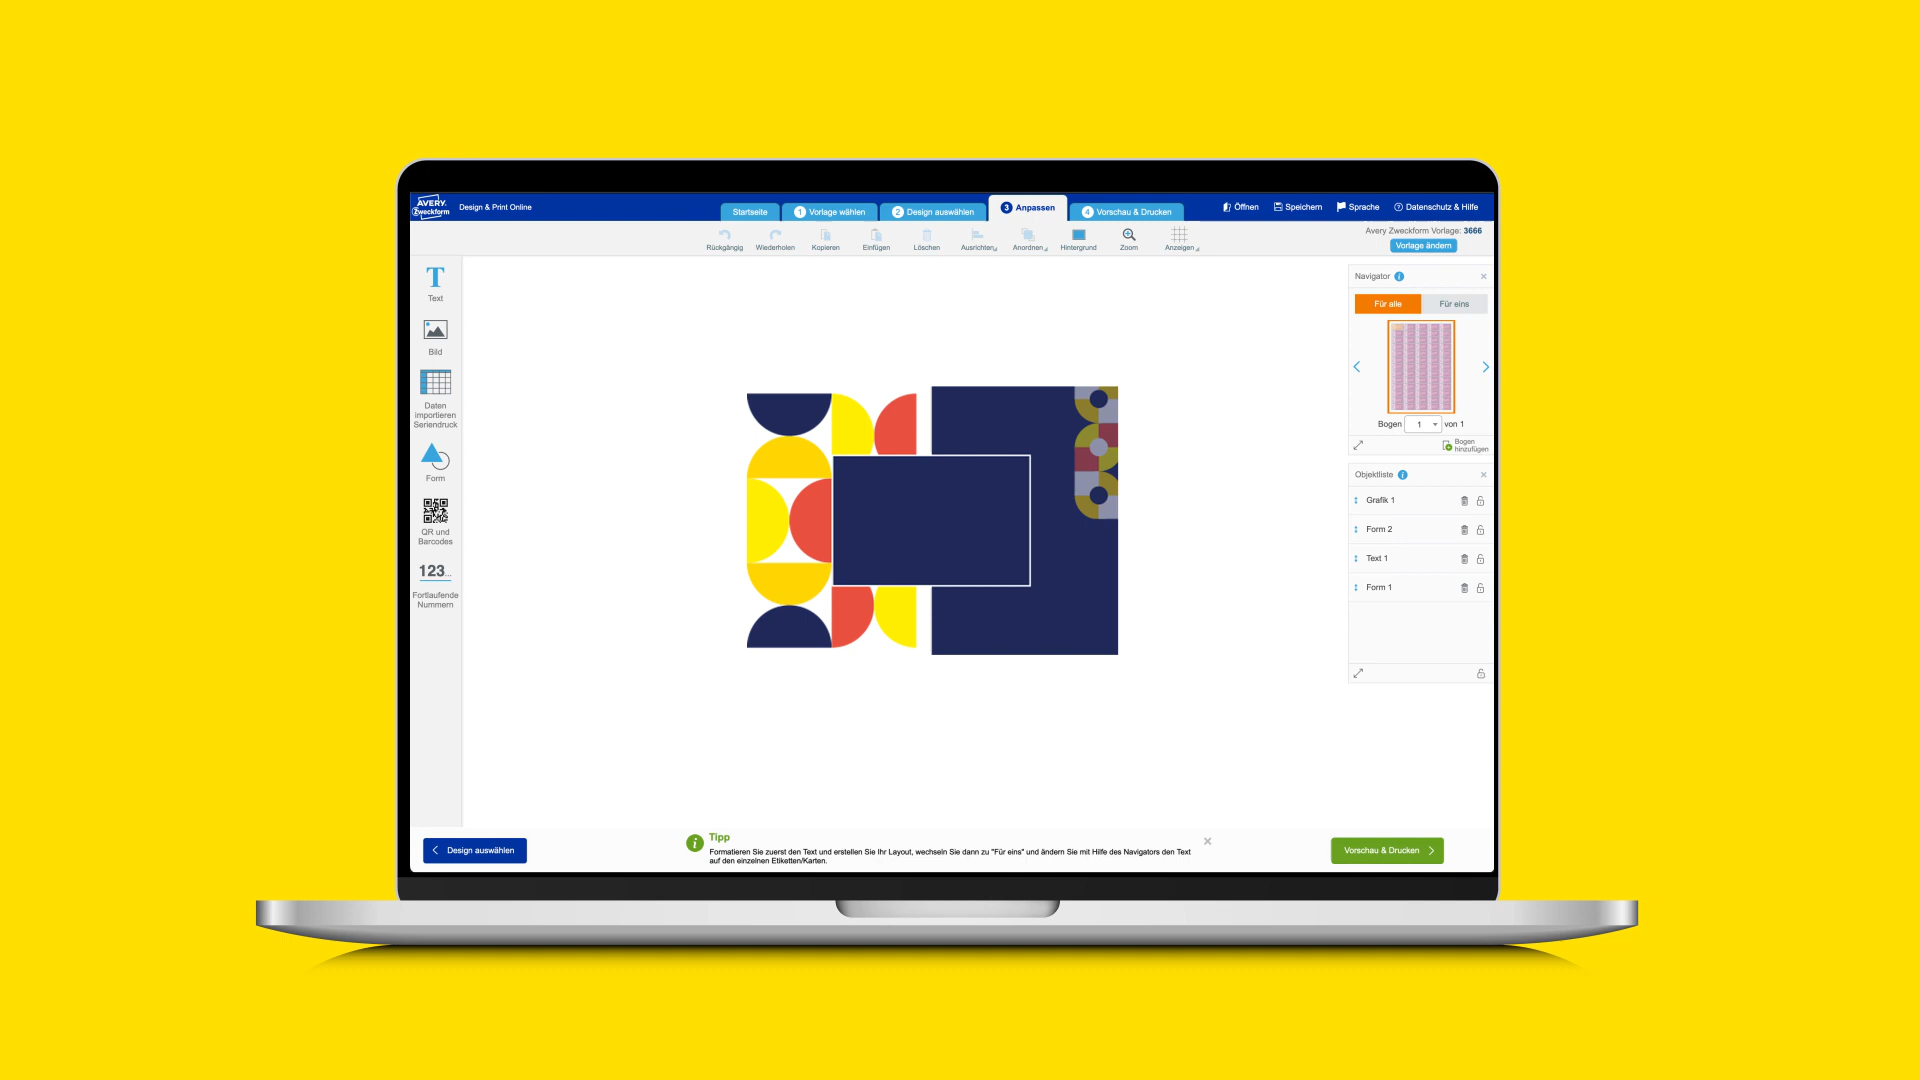 AVERY
Zweckform
Design & Print Online
Startseite
1 Vorlage wählen
2 Design auswählen
3 Anpassen
4 Vorschau & Drucken
Öffnen
Speichern
Sprache
? Datenschutz & Hilfe
Rückgängig
Wiederholen
Kopieren
Einfügen
Löschen
Ausrichten
Anordnen
Hintergrund
Zoom
Anzeigen
Avery Zweckform Vorlage: 3666
Vorlage ändern
T
Text
Bild
Daten
importieren
Seriendruck
Form
QR und
Barcodes
123...
Fortlaufende
Nummern
Navigator i
Für alle
Für eins
Bogen 1 von 1
Bogen
hinzufügen
Objektliste i
Grafik 1
Form 2
Text 1
Form 1
Design auswählen
i Tipp
Formatieren Sie zuerst den Text und erstellen Sie Ihr Layout, wechseln Sie dann zu "Für eins" und ändern Sie mit Hilfe des Navigators den Text
auf den einzelnen Etiketten/Karten.
Vorschau & Drucken